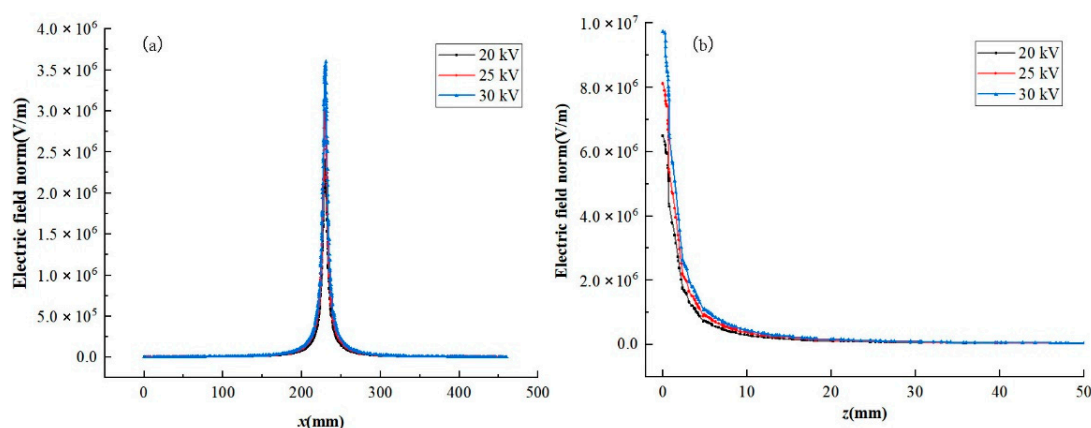 (a)
Electric field norm(V/m)
4.0 × 10⁶
3.5 × 10⁶
3.0 × 10⁶
2.5 × 10⁶
2.0 × 10⁶
1.5 × 10⁶
1.0 × 10⁶
5.0 × 10⁵
0.0
20 kV
25 kV
30 kV
0 100 200 300 400 500
x(mm)
(b)
Electric field norm(V/m)
1.0 × 10⁷
8.0 × 10⁶
6.0 × 10⁶
4.0 × 10⁶
2.0 × 10⁶
0.0
20 kV
25 kV
30 kV
0 10 20 30 40 50
z(mm)